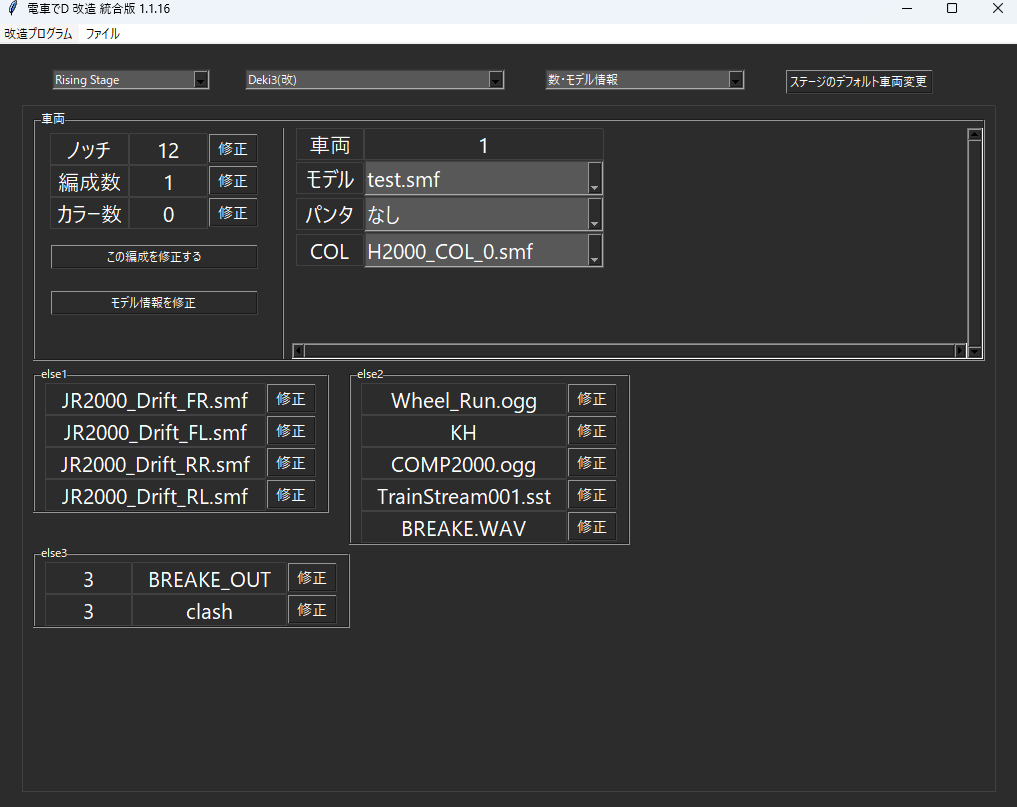 電車でD 改造 統合版 1.1.16
改造プログラム ファイル
Rising Stage Deki3(改) 数・モデル情報 ステージのデフォルト車両変更
車両
ノッチ 12 修正
編成数 1 修正
カラー数 0 修正
この編成を修正する
モデル情報を修正
車両 1
モデル test.smf
パンタ なし
COL H2000_COL_0.smf
else1
JR2000_Drift_FR.smf 修正
JR2000_Drift_FL.smf 修正
JR2000_Drift_RR.smf 修正
JR2000_Drift_RL.smf 修正
else2
Wheel_Run.ogg 修正
KH 修正
COMP2000.ogg 修正
TrainStream001.sst 修正
BREAKE.WAV 修正
else3
3 BREAKE_OUT 修正
3 clash 修正